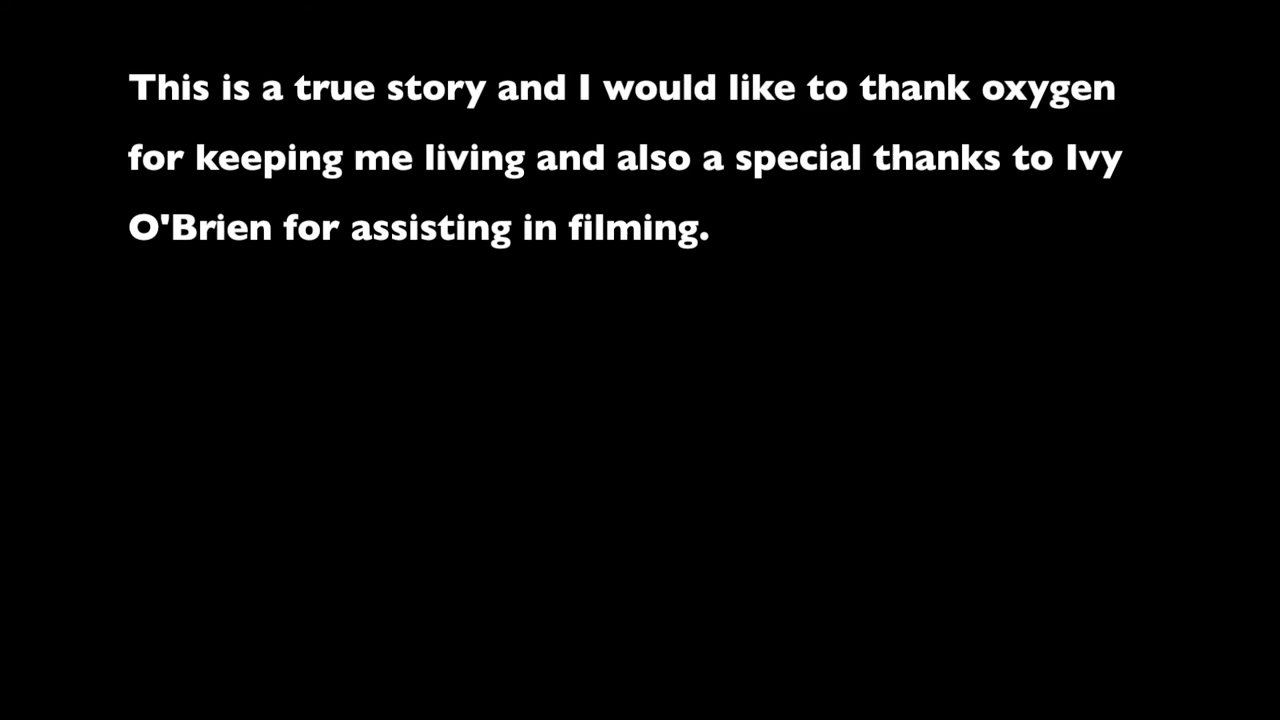 This is a true story and I would like to thank oxygen
for keeping me living and also a special thanks to Ivy
O'Brien for assisting in filming.